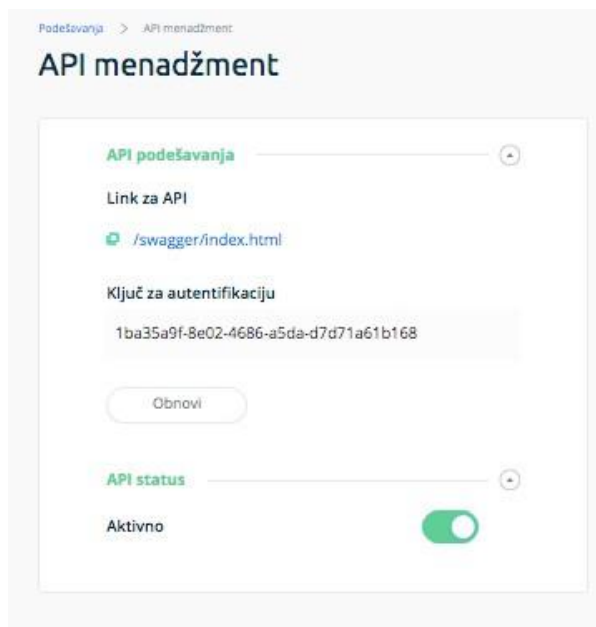 Podešavanja > API menadžment
API menadžment
API podešavanja
Link za API
/swagger/index.html
Ključ za autentifikaciju
1ba35a9f-8e02-4686-a5da-d7d71a61b168
Obnovi
API status
Aktivno